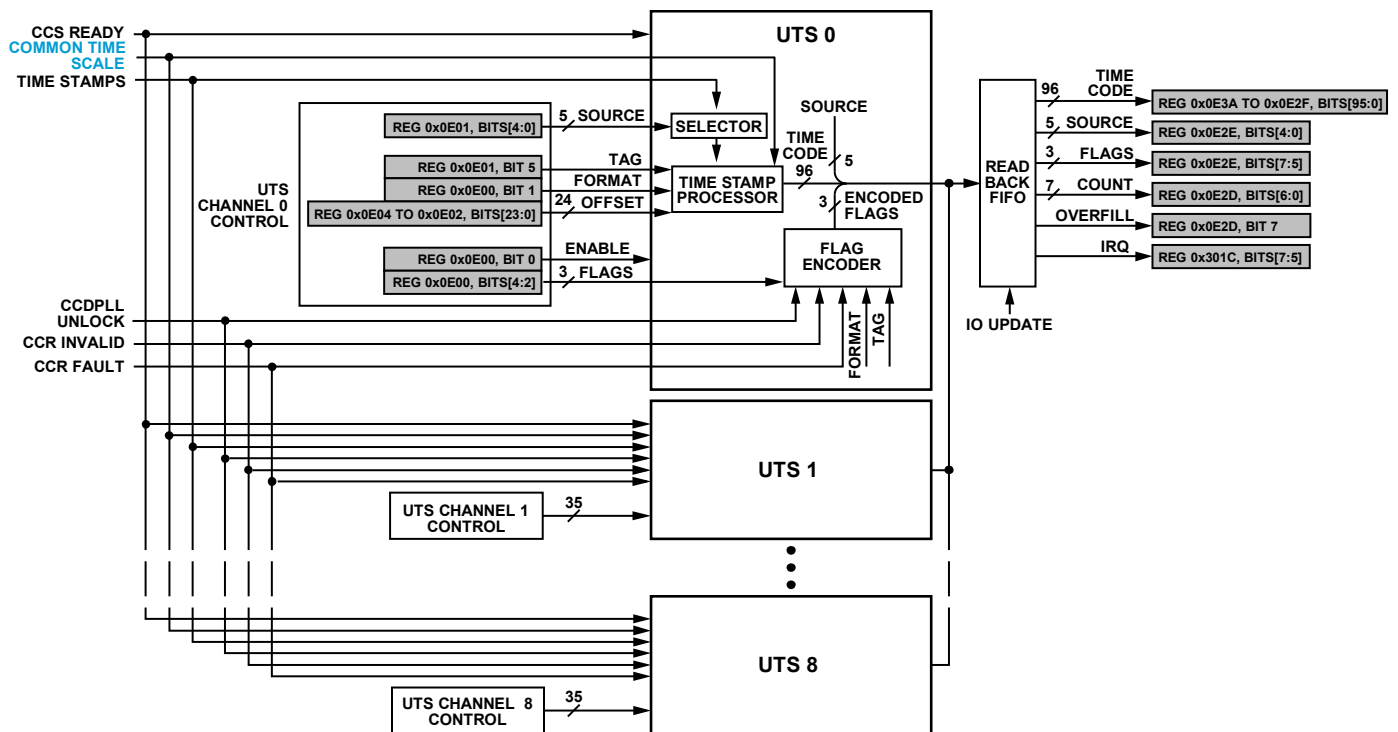 CCS READY
COMMON TIME
SCALE
TIME STAMPS
UTS 0
SOURCE
TIME
CODE
96
5
SELECTOR
TIME STAMP
PROCESSOR
3
ENCODED
FLAGS
FLAG
ENCODER
FORMAT
TAG
UTS
CHANNEL 0
CONTROL
REG 0x0E01, BITS[4:0]
5
SOURCE
REG 0x0E01, BIT 5
TAG
REG 0x0E00, BIT 1
FORMAT
REG 0x0E04 TO 0x0E02, BITS[23:0]
24
OFFSET
REG 0x0E00, BIT 0
ENABLE
REG 0x0E00, BITS[4:2]
3
FLAGS
CCDPLL
UNLOCK
CCR INVALID
CCR FAULT
READ
BACK
FIFO
IO UPDATE
96
TIME
CODE
REG 0x0E3A TO 0x0E2F, BITS[95:0]
5
SOURCE
REG 0x0E2E, BITS[4:0]
3
FLAGS
REG 0x0E2E, BITS[7:5]
7
COUNT
REG 0x0E2D, BITS[6:0]
OVERFILL
REG 0x0E2D, BIT 7
IRQ
REG 0x301C, BITS[7:5]
UTS 1
UTS CHANNEL 1
CONTROL
35
UTS 8
UTS CHANNEL 8
CONTROL
35